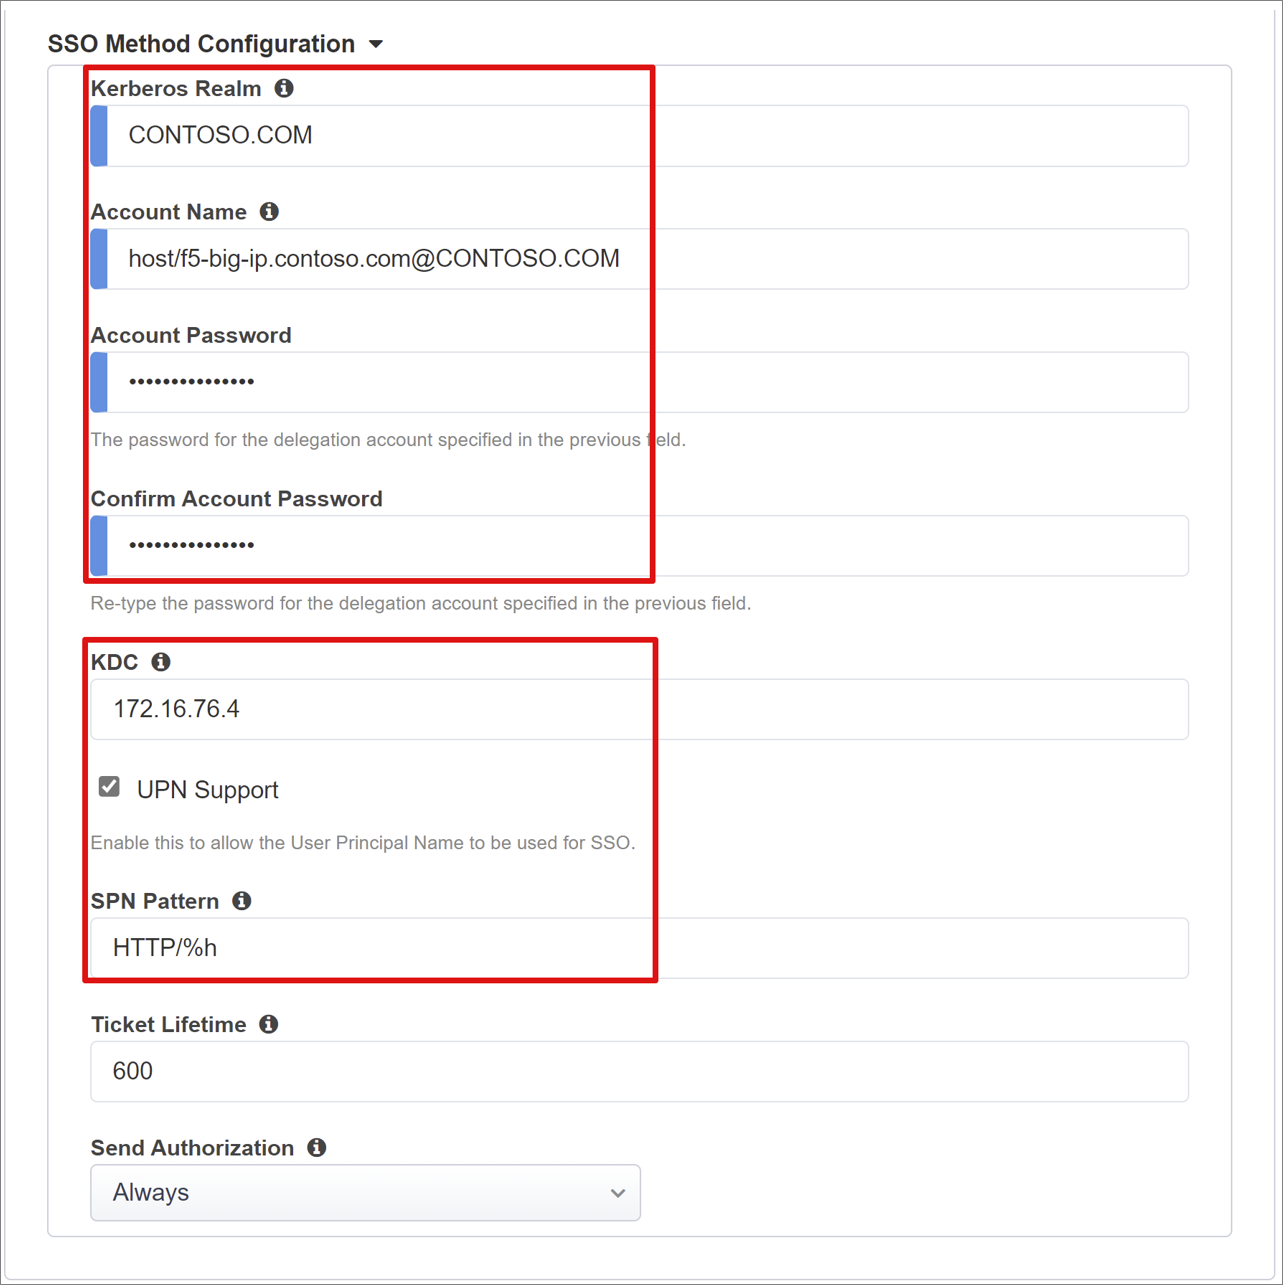 SSO Method Configuration
Kerberos Realm
CONTOSO.COM
Account Name
host/f5-big-ip.contoso.com@CONTOSO.COM
Account Password
•••••••••••••••
The password for the delegation account specified in the previous field.
Confirm Account Password
•••••••••••••••
Re-type the password for the delegation account specified in the previous field.
KDC
172.16.76.4
UPN Support
Enable this to allow the User Principal Name to be used for SSO.
SPN Pattern
HTTP/%h
Ticket Lifetime
600
Send Authorization
Always